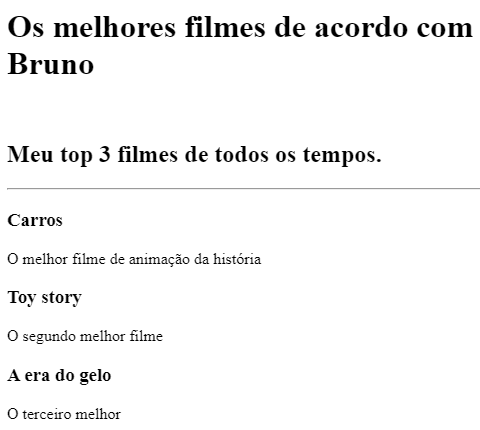 Os melhores filmes de acordo com
Bruno
Meu top 3 filmes de todos os tempos.
Carros
O melhor filme de animação da história
Toy story
O segundo melhor filme
A era do gelo
O terceiro melhor